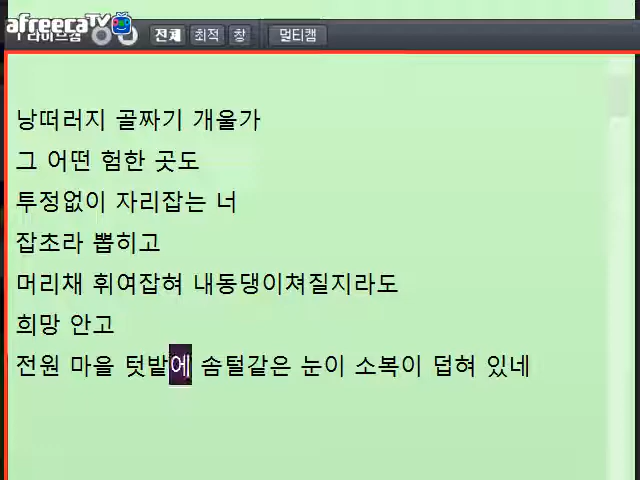 afreecaTV
전체 최적 창 멀티캠
낭떠러지 골짜기 개울가
그 어떤 험한 곳도
투정없이 자리잡는 너
잡초라 뽑히고
머리채 휘여잡혀 내동댕이쳐질지라도
희망 안고
전원 마을 텃밭에 솜털같은 눈이 소복이 덥혀 있네